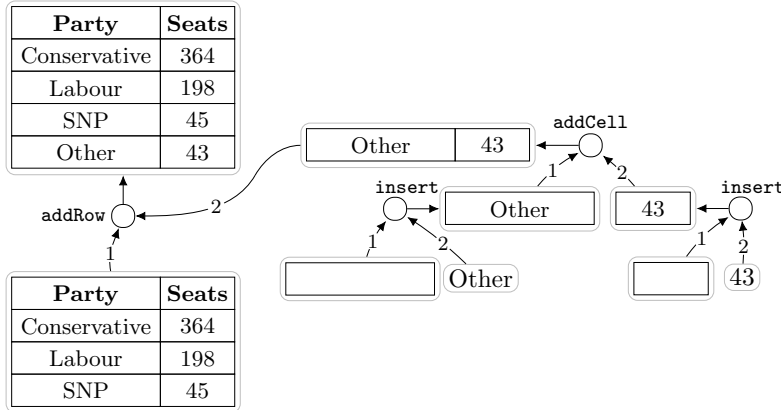 Party Seats
Conservative 364
Labour 198
SNP 45
Other 43
addCell
Other 43
1 2
insert insert
Other 43
addRow 2
1 2 1 2
1
Other 43
Party Seats
Conservative 364
Labour 198
SNP 45